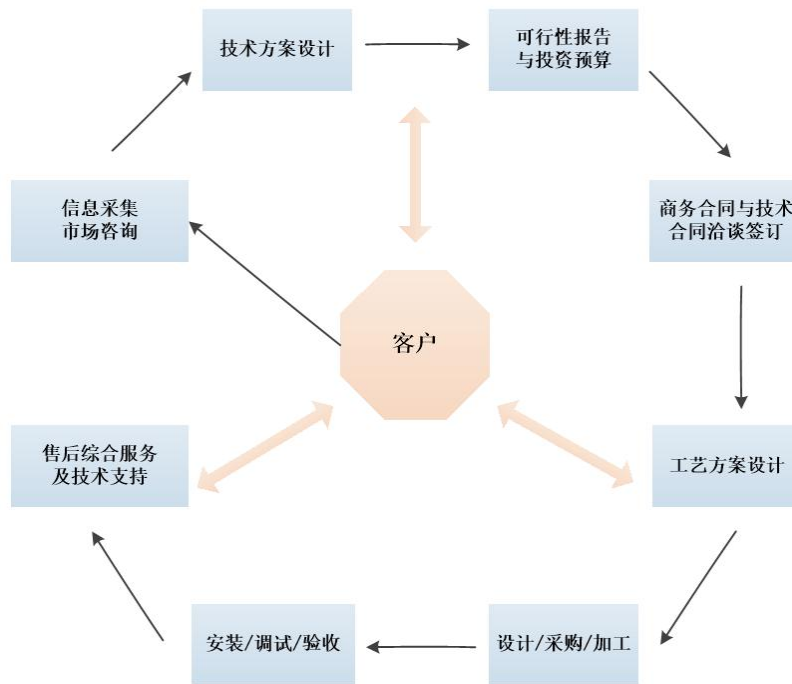 技术方案设计
可行性报告
与投资预算
信息采集
市场咨询
商务合同与技术
合同洽谈签订
客户
售后综合服务
及技术支持
工艺方案设计
安装/调试/验收
设计/采购/加工